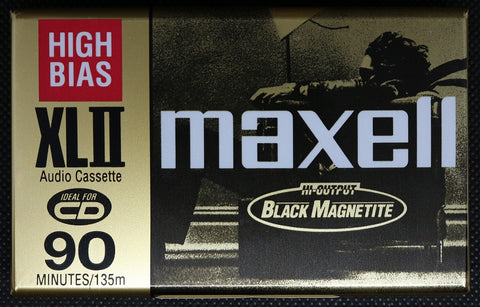 HIGH
BIAS
XLII
Audio Cassette
IDEAL FOR
CD
90
MINUTES/135m
maxell
HI-OUTPUT
BLACK MAGNETITE